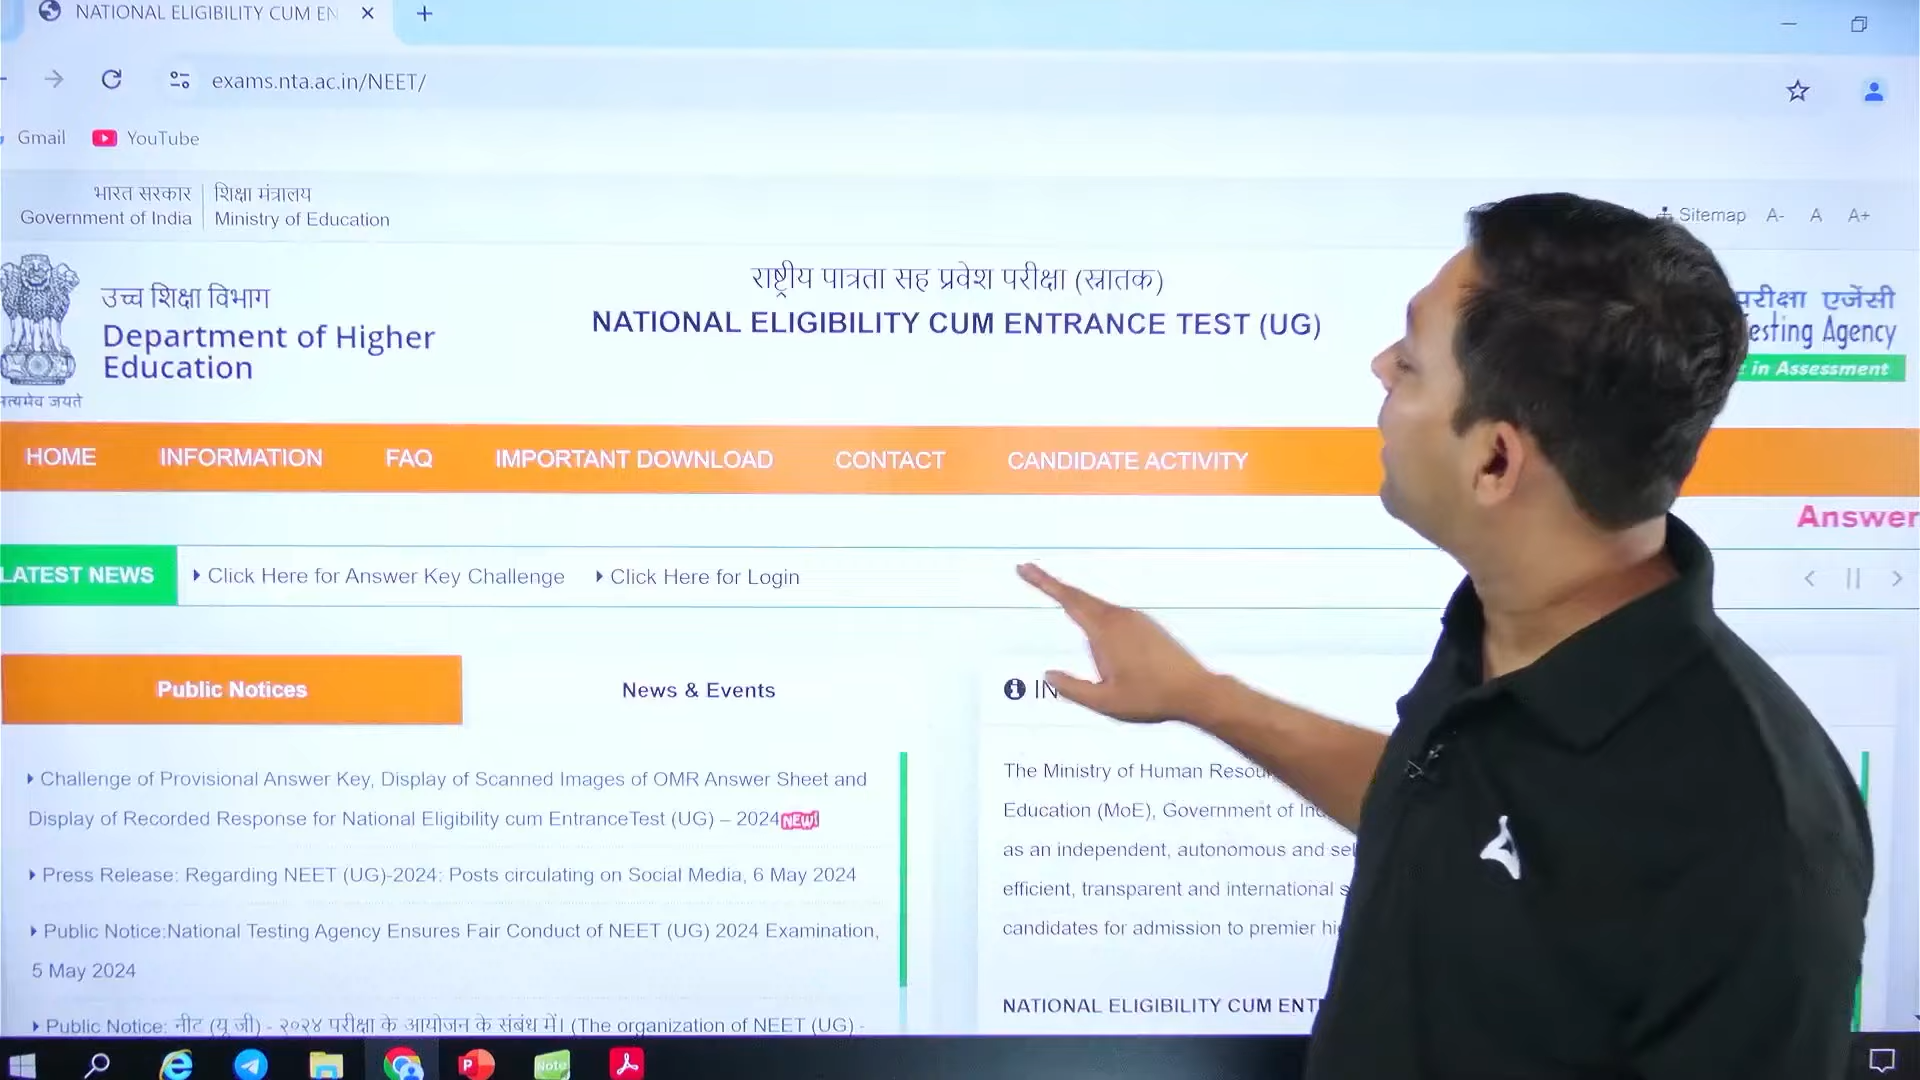 NATIONAL ELIGIBILITY CUM EN
exams.nta.ac.in/NEET/
Gmail YouTube
भारत सरकार शिक्षा मंत्रालय
Government of India Ministry of Education
Sitemap A- A A+
उच्च शिक्षा विभाग
Department of Higher
Education
सत्यमेव जयते
राष्ट्रीय पात्रता सह प्रवेश परीक्षा (स्नातक)
NATIONAL ELIGIBILITY CUM ENTRANCE TEST (UG)
परीक्षा एजेंसी
esting Agency
in Assessment
HOME INFORMATION FAQ IMPORTANT DOWNLOAD CONTACT CANDIDATE ACTIVITY
Answer
LATEST NEWS Click Here for Answer Key Challenge Click Here for Login
Public Notices News & Events
Challenge of Provisional Answer Key, Display of Scanned Images of OMR Answer Sheet and
Display of Recorded Response for National Eligibility cum EntranceTest (UG) – 2024 NEW!
Press Release: Regarding NEET (UG)-2024: Posts circulating on Social Media, 6 May 2024
Public Notice:National Testing Agency Ensures Fair Conduct of NEET (UG) 2024 Examination,
5 May 2024
Public Notice: नीट (यू जी) - २०२४ परीक्षा के आयोजन के संबंध में। (The organization of NEET (UG) -
IN
The Ministry of Human Resou
Education (MoE), Government of Ind
as an independent, autonomous and sel
efficient, transparent and international s
candidates for admission to premier hi
NATIONAL ELIGIBILITY CUM ENT
Note